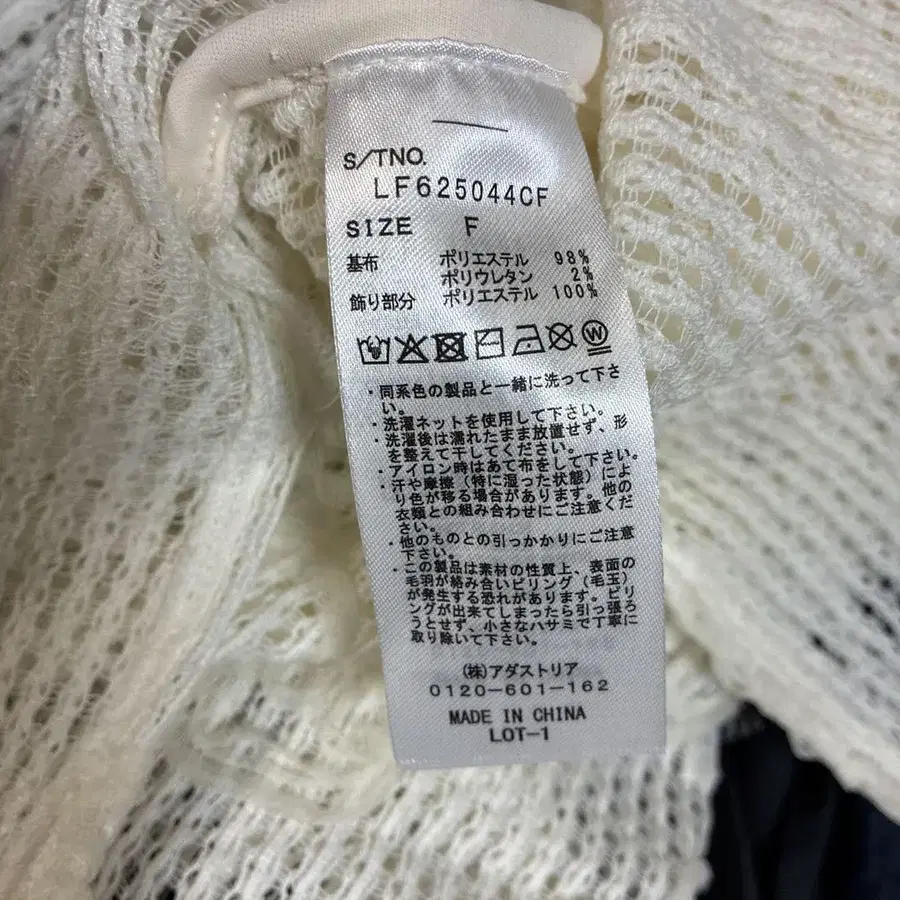 S/TNO.
LF625044CF
SIZE F
基布 ポリエステル 98%
ポリウレタン 2%
飾り部分 ポリエステル 100%
・同系色の製品と一緒に洗って下さ
い。
・洗濯ネットを使用して下さい。
・洗濯後は濡れたまま放置せず、形
を整えて干してください。
・アイロン時はあて布をして下さい。
・汗や摩擦(特に湿った状態)によ
り色が移る場合があります。他の
衣類との組み合わせにご注意くだ
さい。
・他のものとの引っかかりにご注意
下さい。
・この製品は素材の性質上、表面の
毛羽が絡み合いピリング(毛玉)
が発生する恐れがあります。ピリ
ングが出来てしまったら引っ張ろ
うとせず、小さなハサミで丁寧に
取り除いて下さい。
(株)アダストリア
0120-601-162
MADE IN CHINA
LOT-1